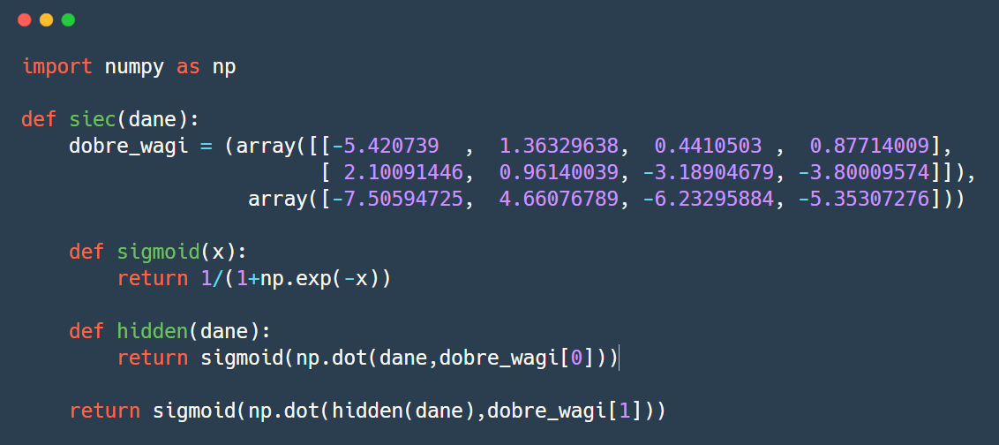 import numpy as np
def siec(dane):
    dobre_wagi = (array([[-5.420739  ,  1.36329638,  0.4410503 ,  0.87714009],
                         [ 2.10091446,  0.96140039, -3.18904679, -3.80009574]]),
                   array([-7.50594725,  4.66076789, -6.23295884, -5.35307276]))
    def sigmoid(x):
        return 1/(1+np.exp(-x))
    def hidden(dane):
        return sigmoid(np.dot(dane,dobre_wagi[0]))
    return sigmoid(np.dot(hidden(dane),dobre_wagi[1]))